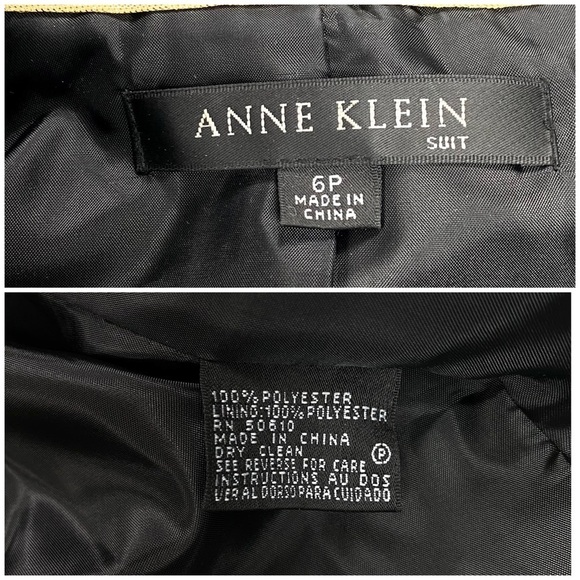 ANNE KLEIN
SUIT
6P
MADE IN
CHINA
100% POLYESTER
LINING:100% POLYESTER
RN 50610
MADE IN CHINA
DRY CLEAN Ⓟ
SEE REVERSE FOR CARE
INSTRUCTIONS AU DOS
VER AL DORSO PARA CUIDADO